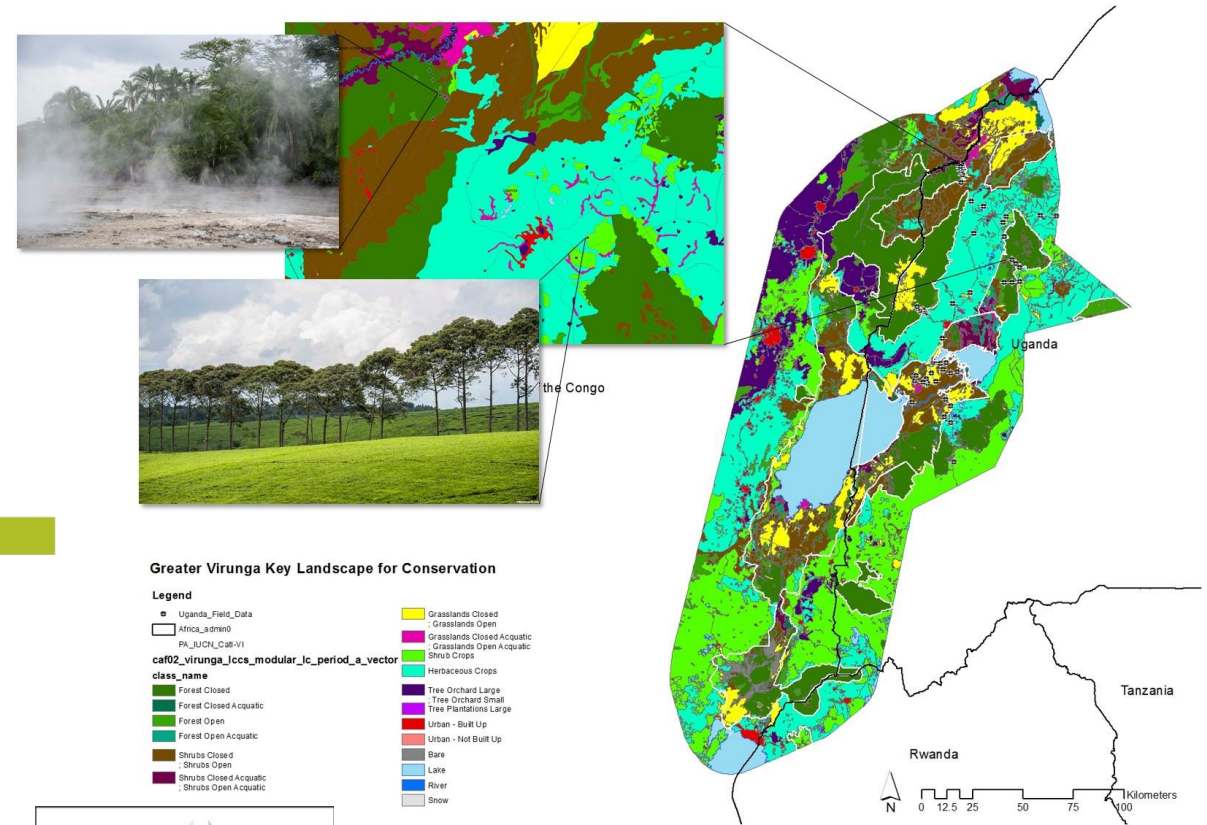 the Congo
Uganda
Greater Virunga Key Landscape for Conservation
Legend
Uganda_Field_Data
Africa_admin0
PA_IUCN_CatI-VI
caf02_virunga_lccs_modular_lc_period_a_vector
class_name
Forest Closed
Forest Closed Acquatic
Forest Open
Forest Open Acquatic
Shrubs Closed
; Shrubs Open
Shrubs Closed Acquatic
; Shrubs Open Acquatic
Grasslands Closed
; Grasslands Open
Grasslands Closed Acquatic
; Grasslands Open Acquatic
Shrub Crops
Herbaceous Crops
Tree Orchard Large
; Tree Orchard Small
Tree Plantations Large
Urban - Built Up
Urban - Not Built Up
Bare
Lake
River
Snow
Tanzania
Rwanda
N
Kilometers
0 12.5 25 50 75 100